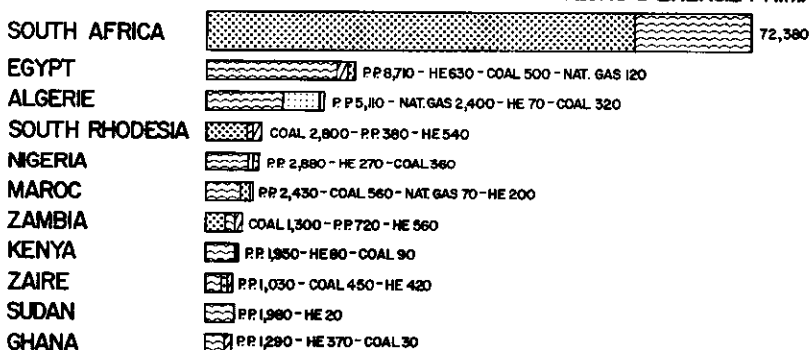 SOUTH AFRICA 72,380
EGYPT P.P. 8,710 - HE 630 - COAL 500 - NAT. GAS 120
ALGERIE P.P. 5,110 - NAT. GAS 2,400 - HE 70 - COAL 320
SOUTH RHODESIA COAL 2,800 - P.P. 380 - HE 540
NIGERIA P.P. 2,880 - HE 270 - COAL 360
MAROC P.P. 2,430 - COAL 560 - NAT. GAS 70 - HE 200
ZAMBIA COAL 1,300 - P.P. 720 - HE 560
KENYA P.P. 1,950 - HE 80 - COAL 90
ZAIRE P.P. 1,030 - COAL 450 - HE 420
SUDAN P.P. 1,980 - HE 20
GHANA P.P. 1,290 - HE 370 - COAL 30